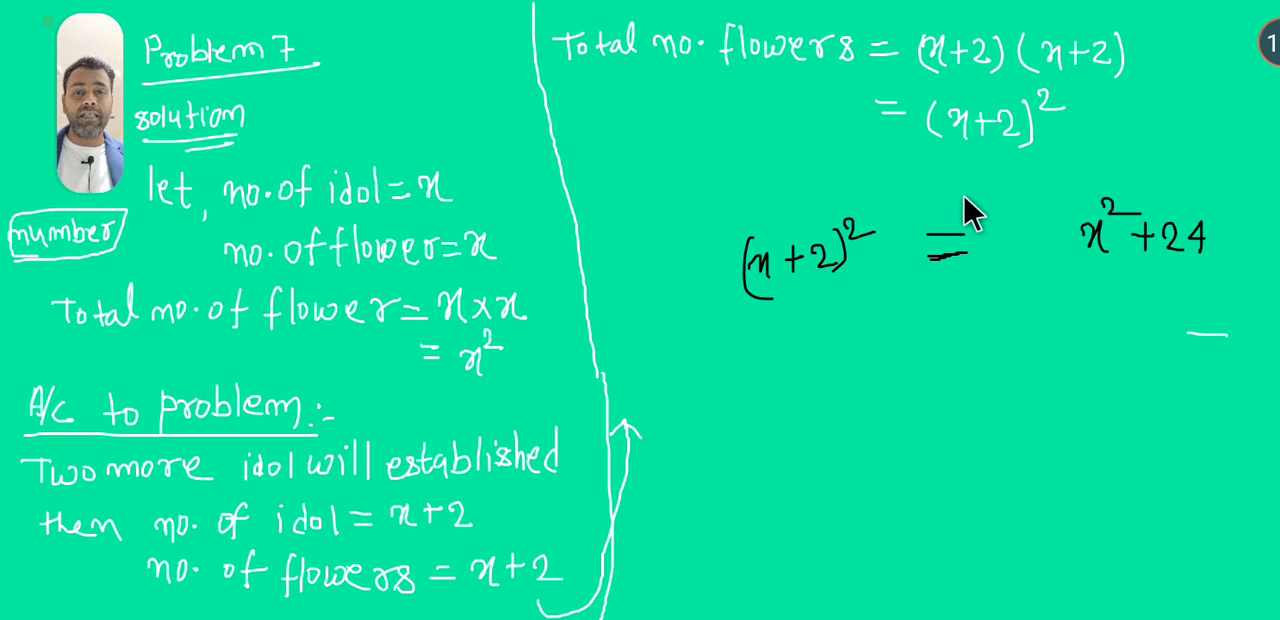 Problem 7
solution
let, no. of idol = x
number
no. of flower = x
Total no. of flower = x × x
= x²
A/c to problem :-
Two more idol will established
then no. of idol = x + 2
no. of flowers = x + 2
Total no. flowers = (x+2) (x+2)
= (x+2)²
(x+2)² = x² + 24
1